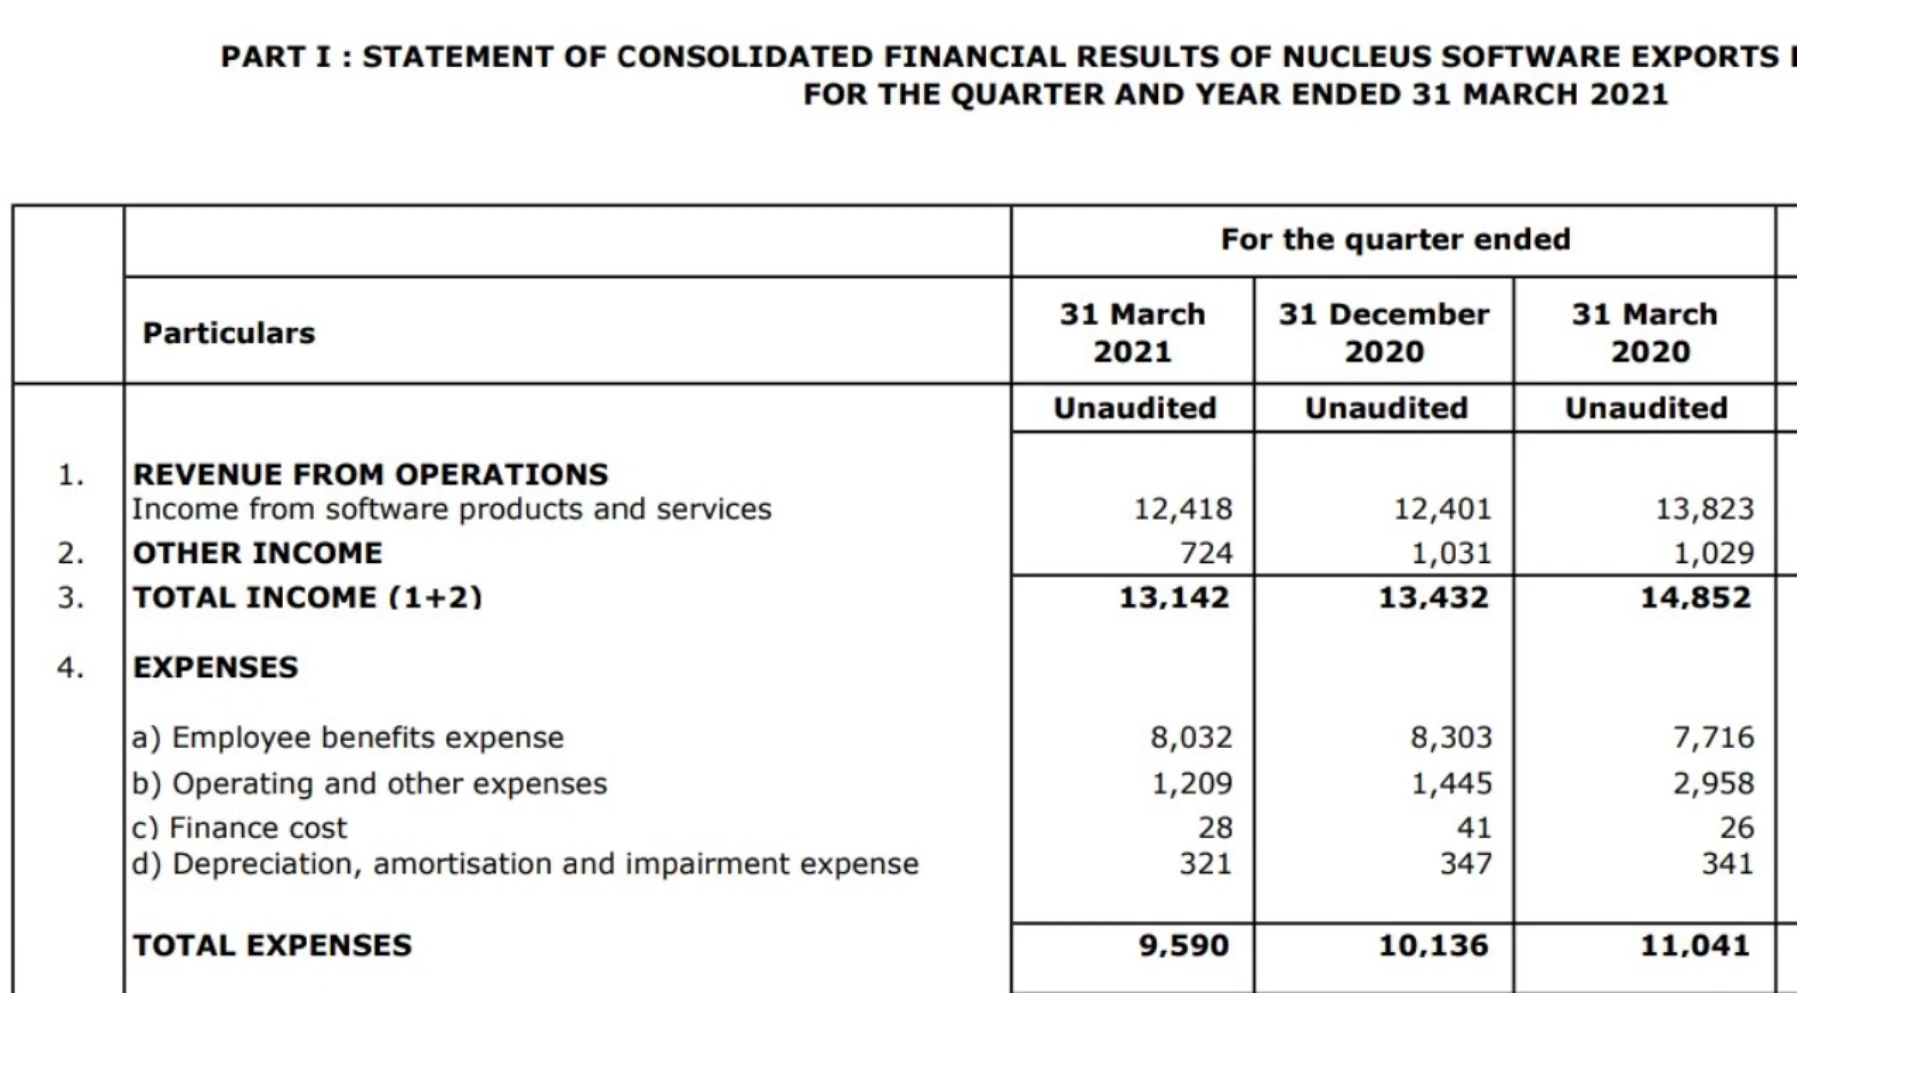 PART I : STATEMENT OF CONSOLIDATED FINANCIAL RESULTS OF NUCLEUS SOFTWARE EXPORTS
FOR THE QUARTER AND YEAR ENDED 31 MARCH 2021
For the quarter ended
Particulars
31 March 2021
31 December 2020
31 March 2020
Unaudited Unaudited Unaudited
1. REVENUE FROM OPERATIONS
Income from software products and services 12,418 12,401 13,823
2. OTHER INCOME 724 1,031 1,029
3. TOTAL INCOME (1+2) 13,142 13,432 14,852
4. EXPENSES
a) Employee benefits expense 8,032 8,303 7,716
b) Operating and other expenses 1,209 1,445 2,958
c) Finance cost 28 41 26
d) Depreciation, amortisation and impairment expense 321 347 341
TOTAL EXPENSES 9,590 10,136 11,041